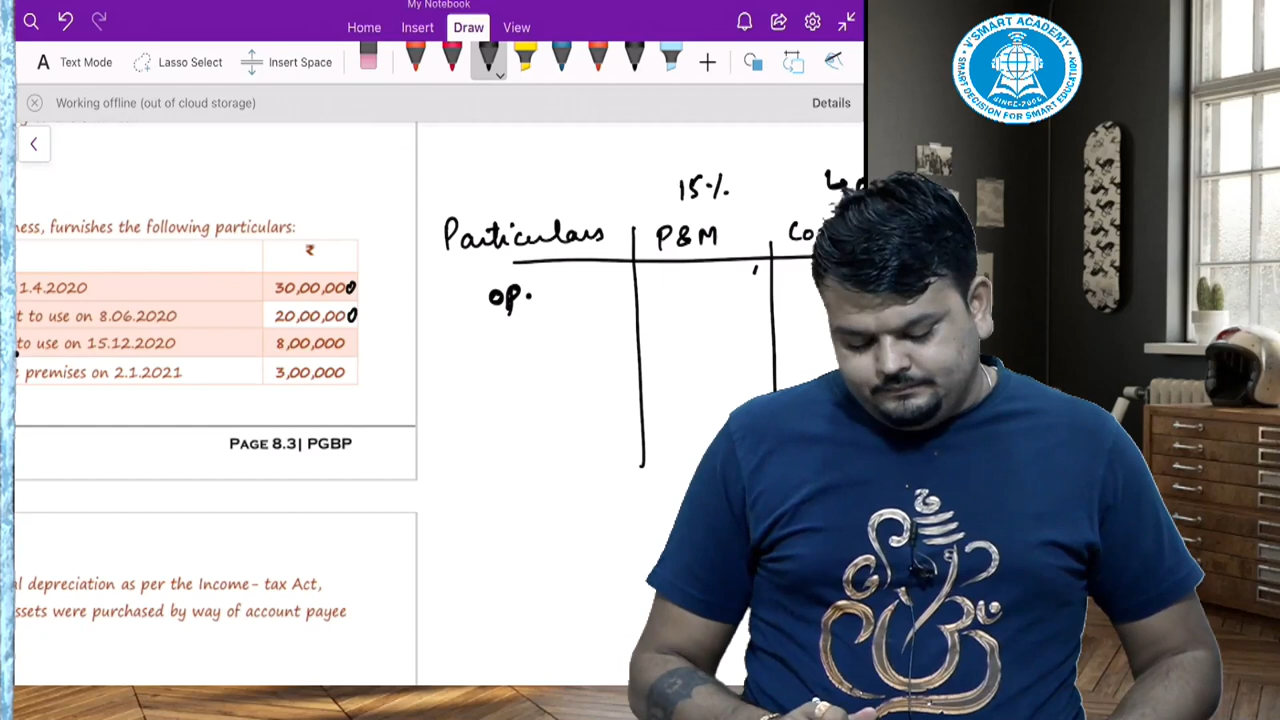 My Notebook
Home Insert Draw View
Text Mode Lasso Select Insert Space
Working offline (out of cloud storage) Details
V'SMART ACADEMY
SINCE-2006
SMART DECISION FOR SMART EDUCATION
15%
ness, furnishes the following particulars:
Particulars P&M Co
₹
1.4.2020 30,00,000
op.
t to use on 8.06.2020 20,00,000
to use on 15.12.2020 8,00,000
premises on 2.1.2021 3,00,000
PAGE 8.3| PGBP
al depreciation as per the Income- tax Act,
ssets were purchased by way of account payee